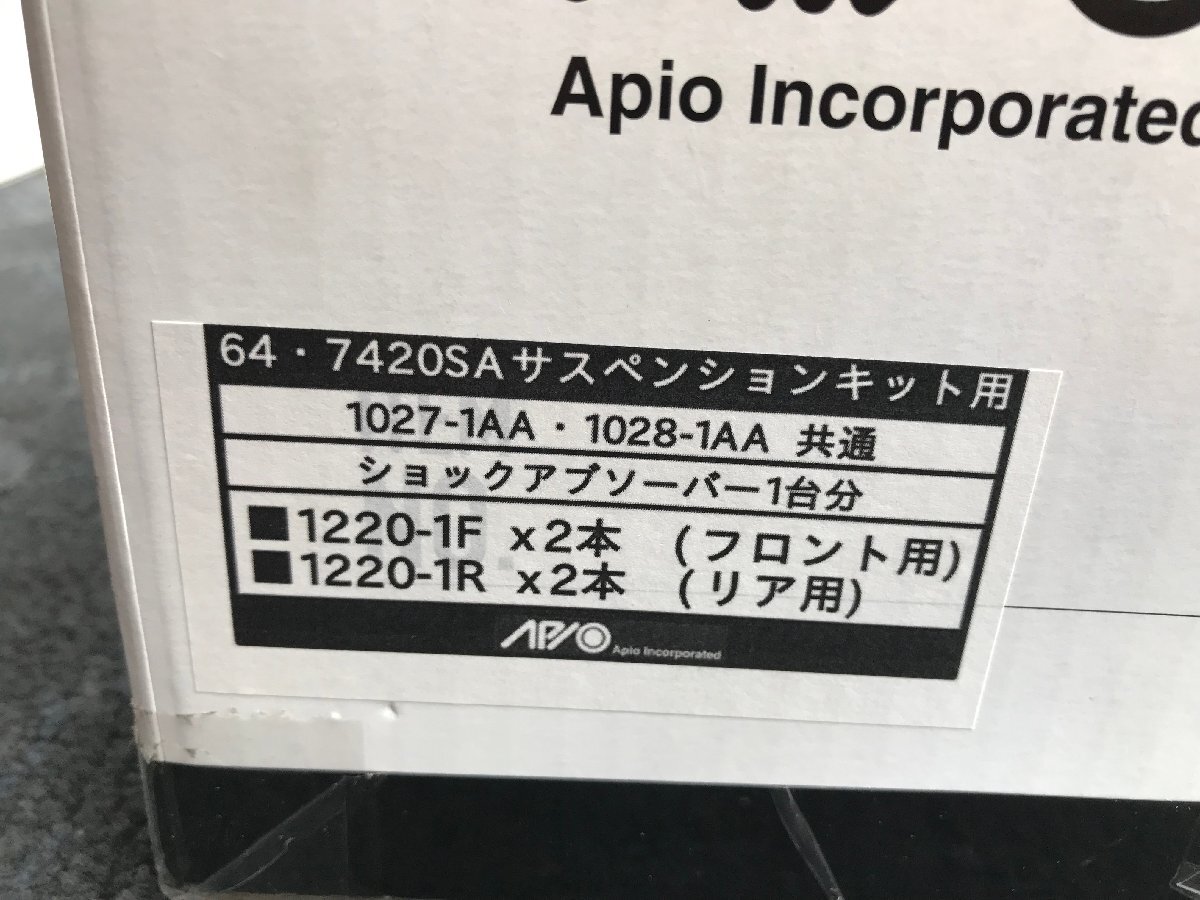 Apio Incorporated
64・7420SAサスペンションキット用
1027-1AA・1028-1AA 共通
ショックアブソーバー1台分
■1220-1F x2本 (フロント用)
■1220-1R x2本 (リア用)
APIO Apio Incorporated